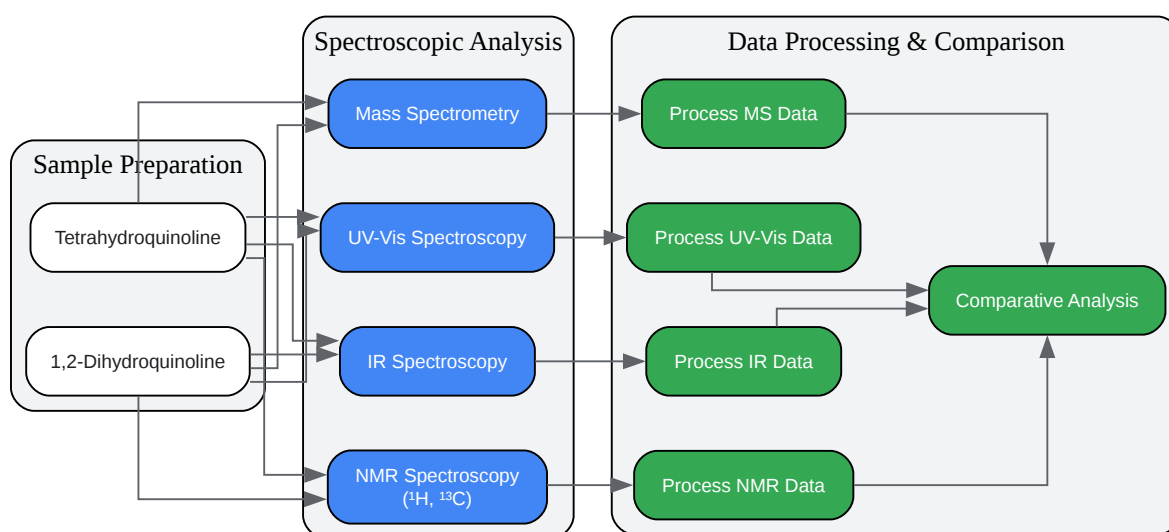 Sample Preparation
Tetrahydroquinoline
1,2-Dihydroquinoline
Spectroscopic Analysis
Mass Spectrometry
UV-Vis Spectroscopy
IR Spectroscopy
NMR Spectroscopy
(¹H, ¹³C)
Data Processing & Comparison
Process MS Data
Process UV-Vis Data
Process IR Data
Process NMR Data
Comparative Analysis